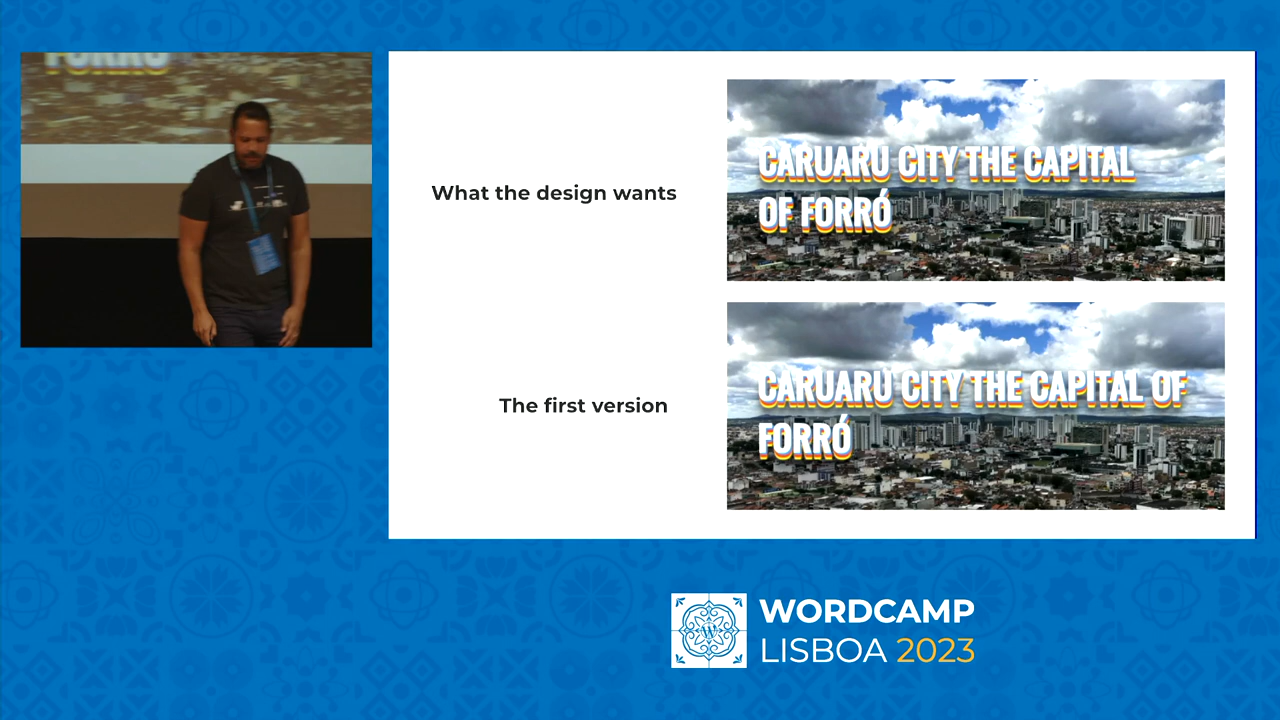 FORRÓ
What the design wants
CARUARU CITY THE CAPITAL
OF FORRÓ
The first version
CARUARU CITY THE CAPITAL OF
FORRÓ
WORDCAMP
LISBOA 2023